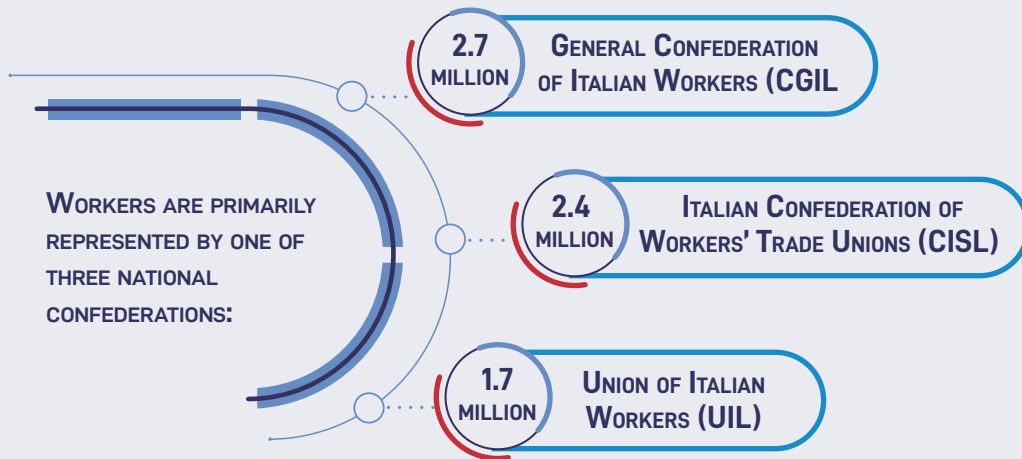 2.7
MILLION
GENERAL CONFEDERATION
OF ITALIAN WORKERS (CGIL
WORKERS ARE PRIMARILY
REPRESENTED BY ONE OF
THREE NATIONAL
CONFEDERATIONS:
2.4
MILLION
ITALIAN CONFEDERATION OF
WORKERS' TRADE UNIONS (CISL)
1.7
MILLION
UNION OF ITALIAN
WORKERS (UIL)